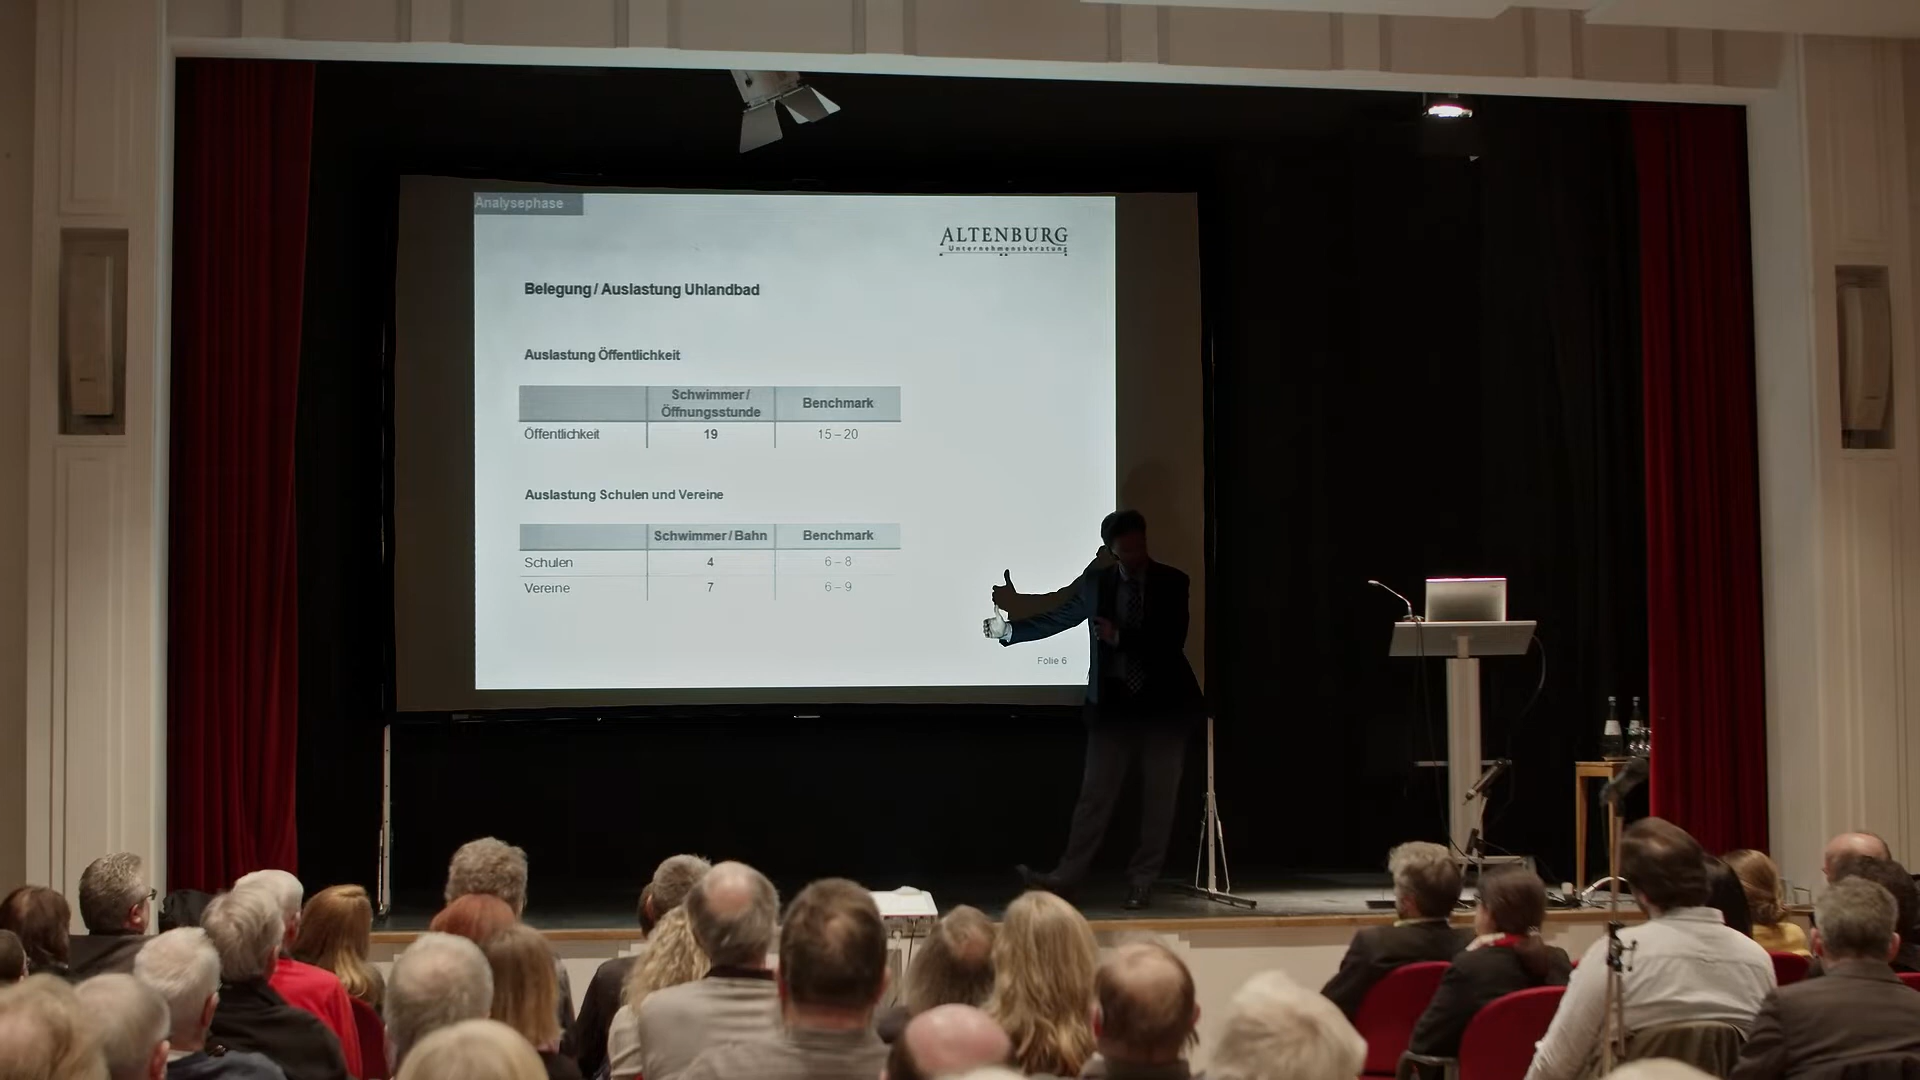 Analysephase
ALTENBURG
Unternehmensberatung
Belegung / Auslastung Uhlandbad
Auslastung Öffentlichkeit
Schwimmer / Öffnungsstunde Benchmark
Öffentlichkeit 19 15 – 20
Auslastung Schulen und Vereine
Schwimmer / Bahn Benchmark
Schulen 4 6 – 8
Vereine 7 6 – 9
Folie 6